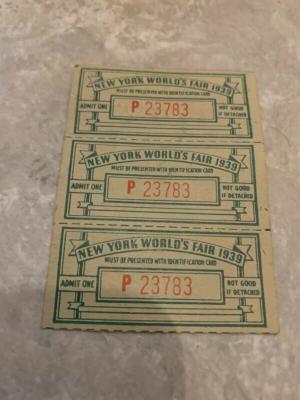 NEW YORK WORLD'S FAIR 1939
MUST BE PRESENTED WITH IDENTIFICATION CARD
ADMIT ONE
P 23783
NOT GOOD
IF DETACHED
NEW YORK WORLD'S FAIR 1939
MUST BE PRESENTED WITH IDENTIFICATION CARD
ADMIT ONE
P 23783
NOT GOOD
IF DETACHED
NEW YORK WORLD'S FAIR 1939
MUST BE PRESENTED WITH IDENTIFICATION CARD
ADMIT ONE
P 23783
NOT GOOD
IF DETACHED